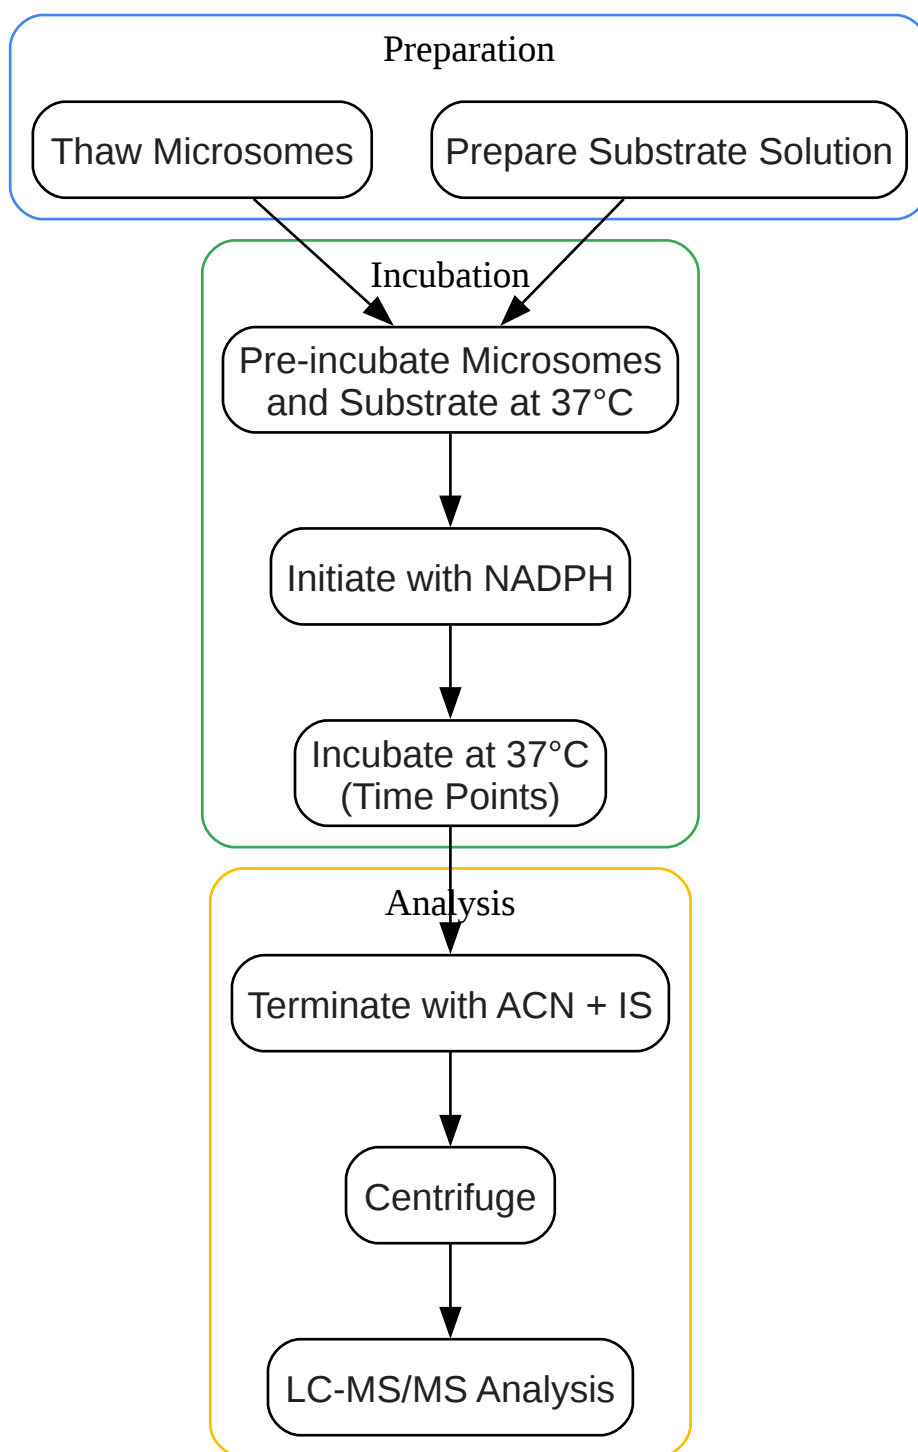 Preparation
Thaw Microsomes
Prepare Substrate Solution
Incubation
Pre-incubate Microsomes
and Substrate at 37°C
Initiate with NADPH
Incubate at 37°C
(Time Points)
Analysis
Terminate with ACN + IS
Centrifuge
LC-MS/MS Analysis